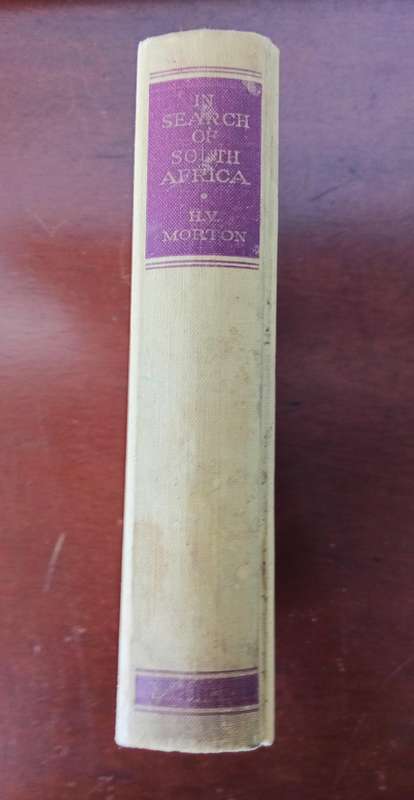 IN
SEARCH
OF
SOUTH
AFRICA
H.V.
MORTON